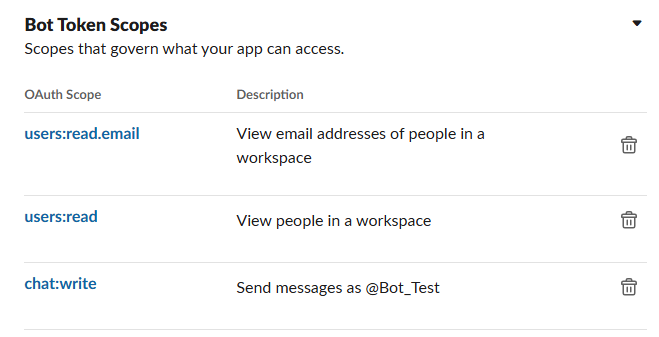 Bot Token Scopes
Scopes that govern what your app can access.
OAuth Scope Description
users:read.email View email addresses of people in a
workspace
users:read View people in a workspace
chat:write Send messages as @Bot_Test